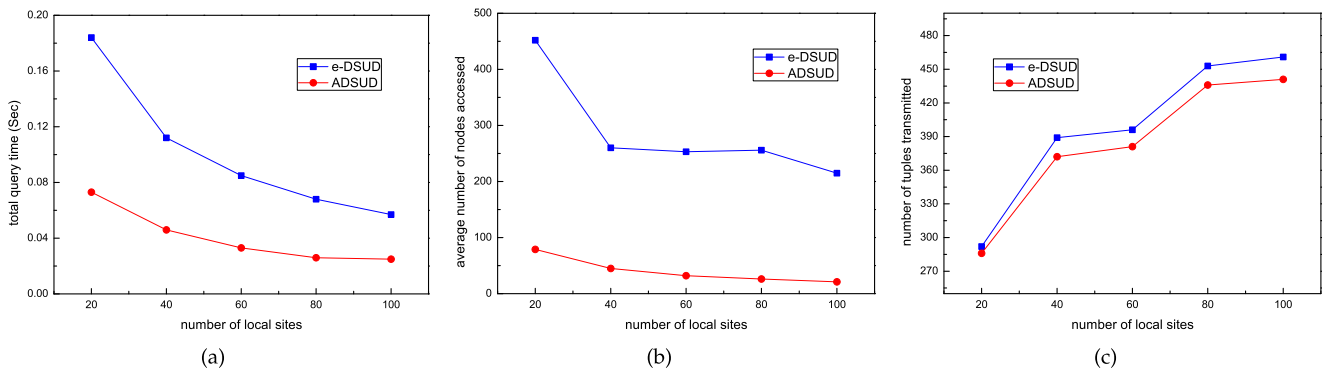 0.20
0.16
0.12
0.08
0.04
0.00
total query time (Sec)
e-DSUD
ADSUD
20 40 60 80 100
number of local sites
(a)
500
400
300
200
100
0
average number of nodes accessed
e-DSUD
ADSUD
20 40 60 80 100
number of local sites
(b)
480
450
420
390
360
330
300
270
number of tuples transmitted
e-DSUD
ADSUD
20 40 60 80 100
number of local sites
(c)